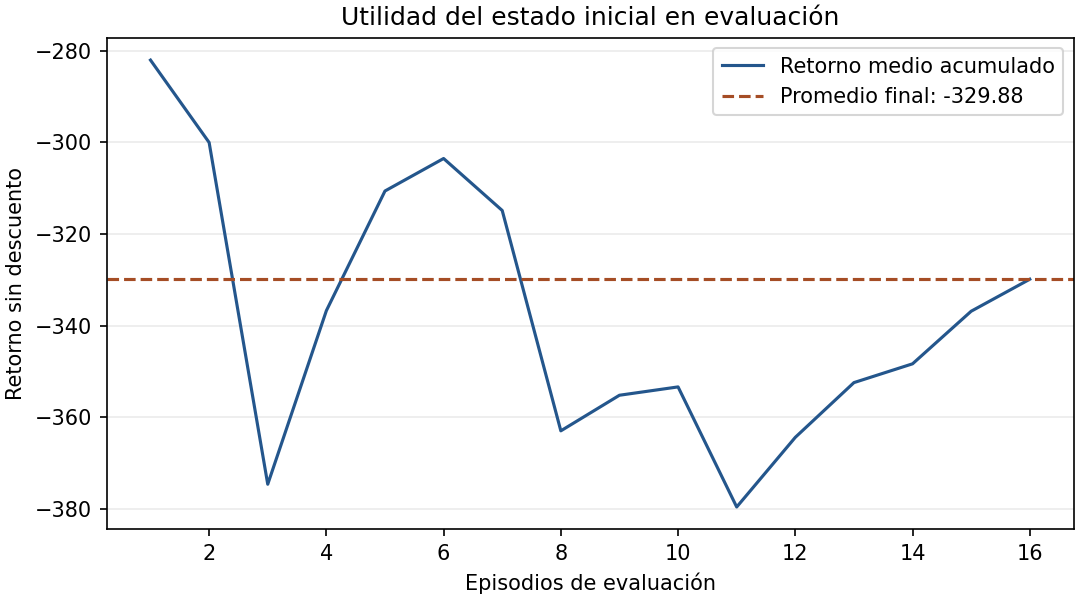 Utilidad del estado inicial en evaluación
Retorno sin descuento
−280
−300
−320
−340
−360
−380
Retorno medio acumulado
Promedio final: -329.88
2 4 6 8 10 12 14 16
Episodios de evaluación